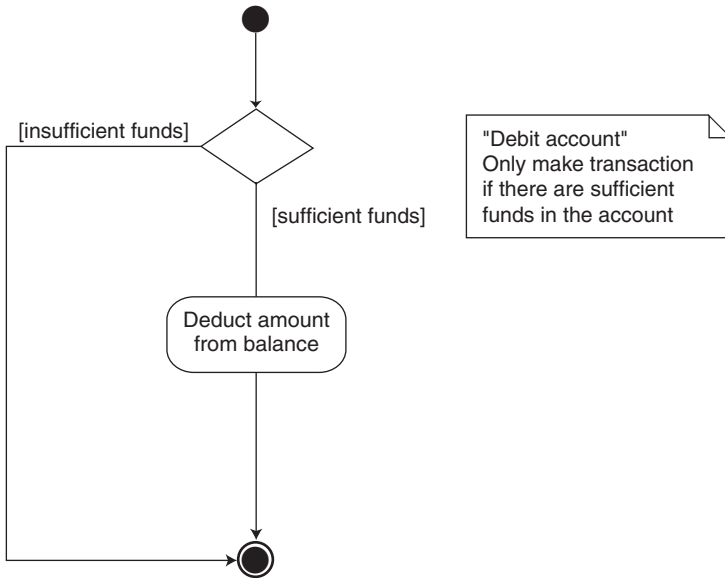 [insufficient funds]
"Debit account"
Only make transaction
if there are sufficient
funds in the account
[sufficient funds]
Deduct amount
from balance